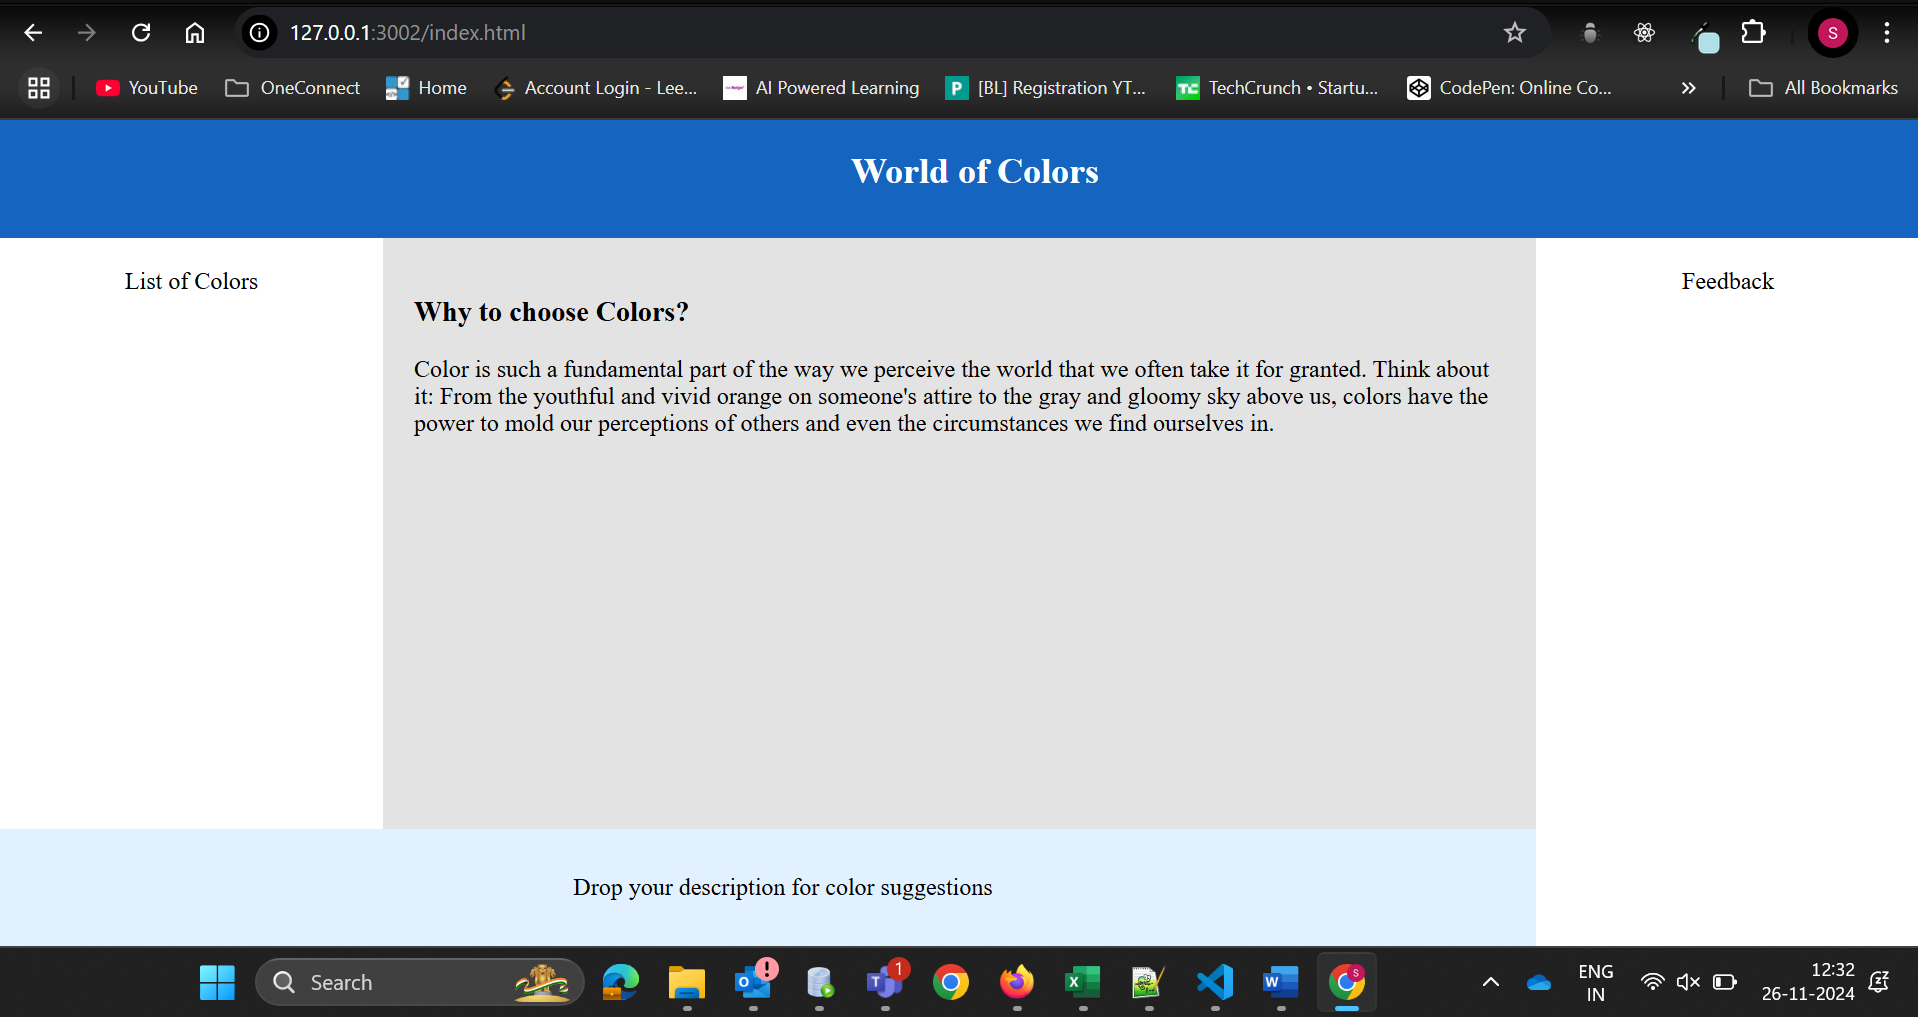 127.0.0.1:3002/index.html
S
YouTube OneConnect Home Account Login - Lee... AI Powered Learning P [BL] Registration YT... TC TechCrunch • Startu... CodePen: Online Co... » All Bookmarks
World of Colors
List of Colors
Why to choose Colors?
Color is such a fundamental part of the way we perceive the world that we often take it for granted. Think about
it: From the youthful and vivid orange on someone's attire to the gray and gloomy sky above us, colors have the
power to mold our perceptions of others and even the circumstances we find ourselves in.
Feedback
Drop your description for color suggestions
Search
1
ENG
IN
12:32
26-11-2024